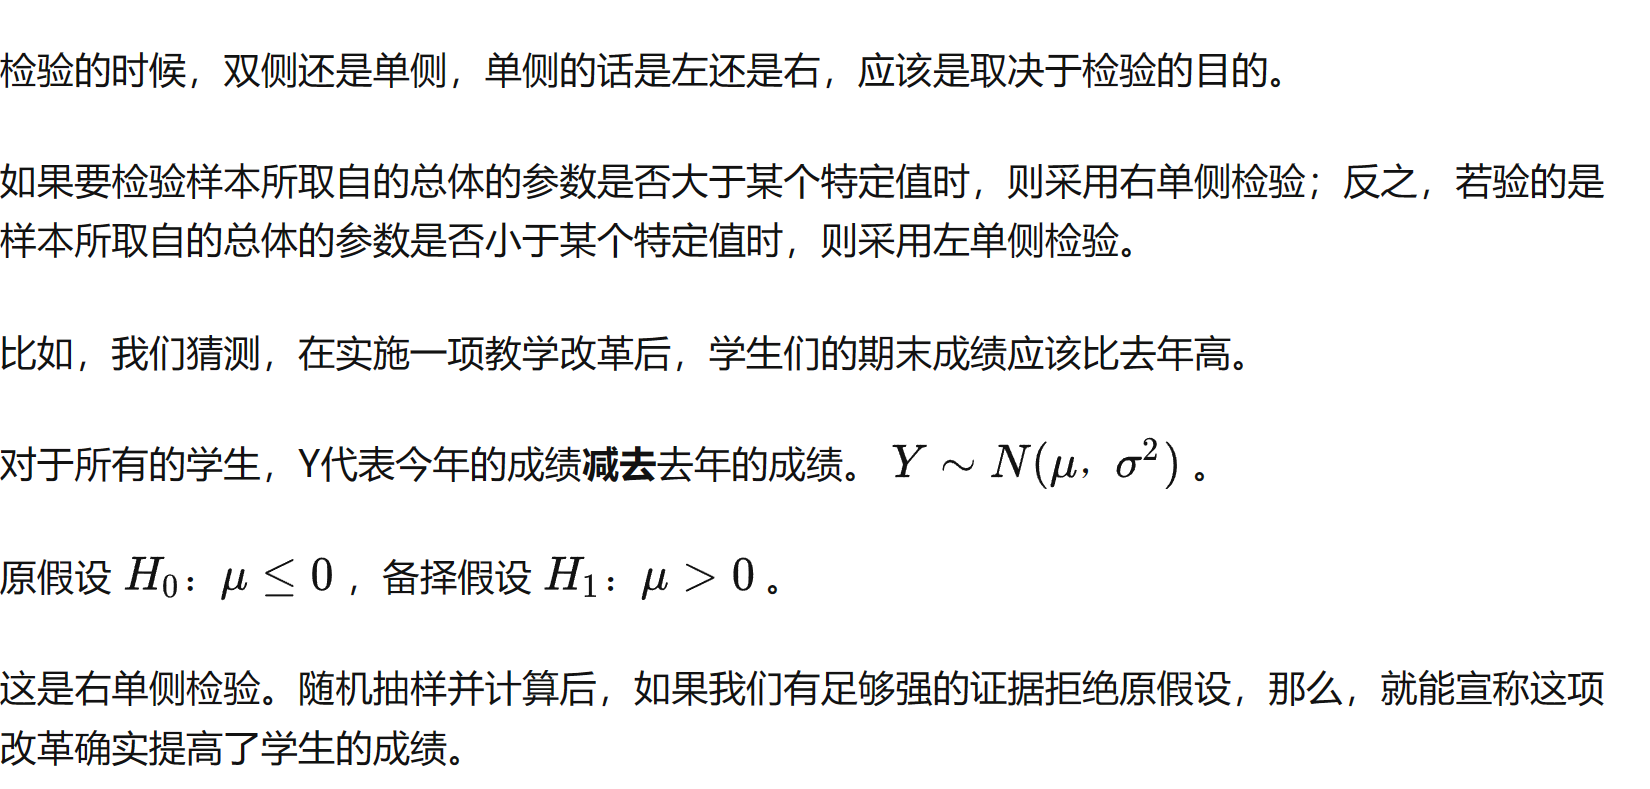 检验的时候，双侧还是单侧，单侧的话是左还是右，应该是取决于检验的目的。
如果要检验样本所取自的总体的参数是否大于某个特定值时，则采用右单侧检验；反之，若验的是
样本所取自的总体的参数是否小于某个特定值时，则采用左单侧检验。
比如，我们猜测，在实施一项教学改革后，学生们的期末成绩应该比去年高。
对于所有的学生，Y代表今年的成绩减去去年的成绩。 Y ∼ N(μ，σ²) 。
原假设 H₀：μ ≤ 0 ，备择假设 H₁：μ > 0 。
这是右单侧检验。随机抽样并计算后，如果我们有足够强的证据拒绝原假设，那么，就能宣称这项
改革确实提高了学生的成绩。